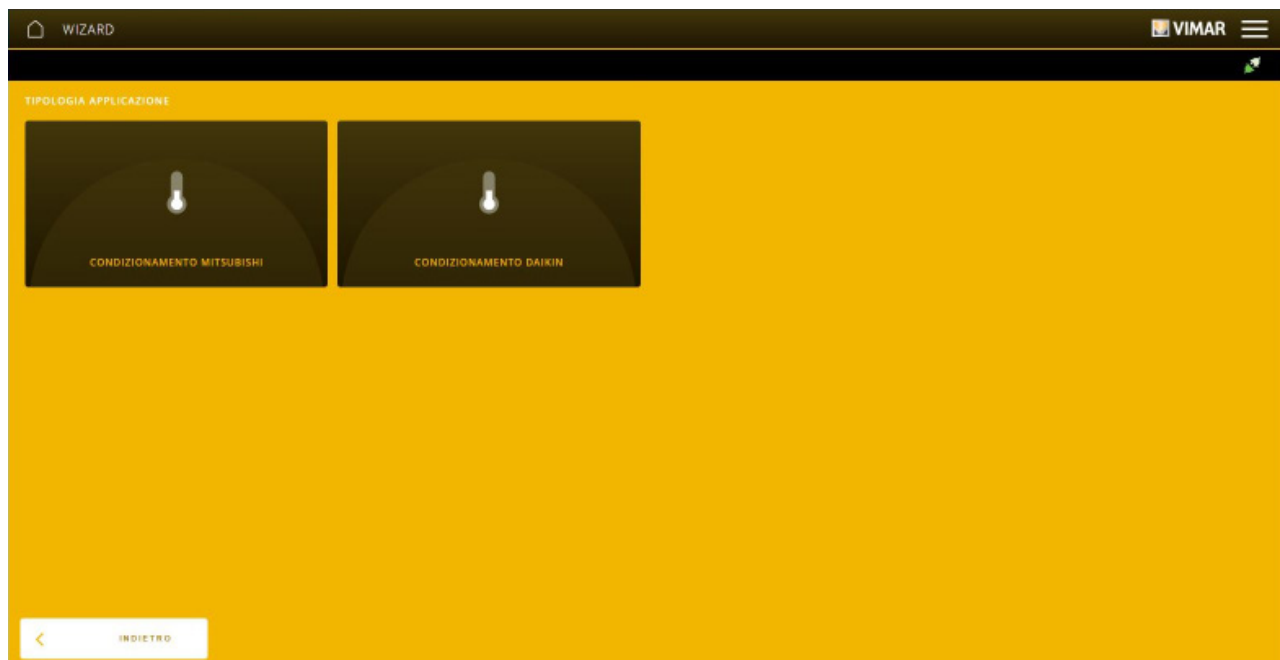 WIZARD
VIMAR
TIPOLOGIA APPLICAZIONE
CONDIZIONAMENTO MITSUBISHI
CONDIZIONAMENTO DAIKIN
INDIETRO